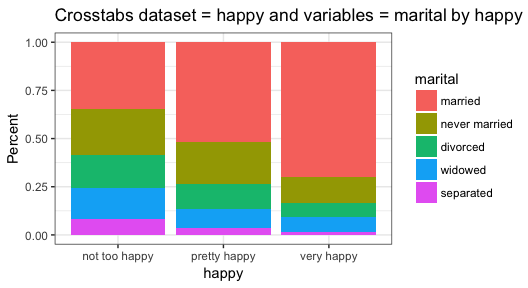 Crosstabs dataset = happy and variables = marital by happy
Percent
1.00
0.75
0.50
0.25
0.00
not too happy pretty happy very happy
happy
marital
married
never married
divorced
widowed
separated